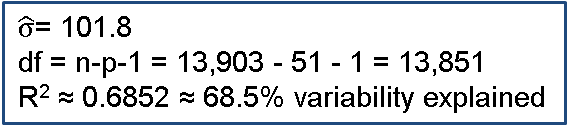 σ̂= 101.8
df = n-p-1 = 13,903 - 51 - 1 = 13,851
R² ≈ 0.6852 ≈ 68.5% variability explained